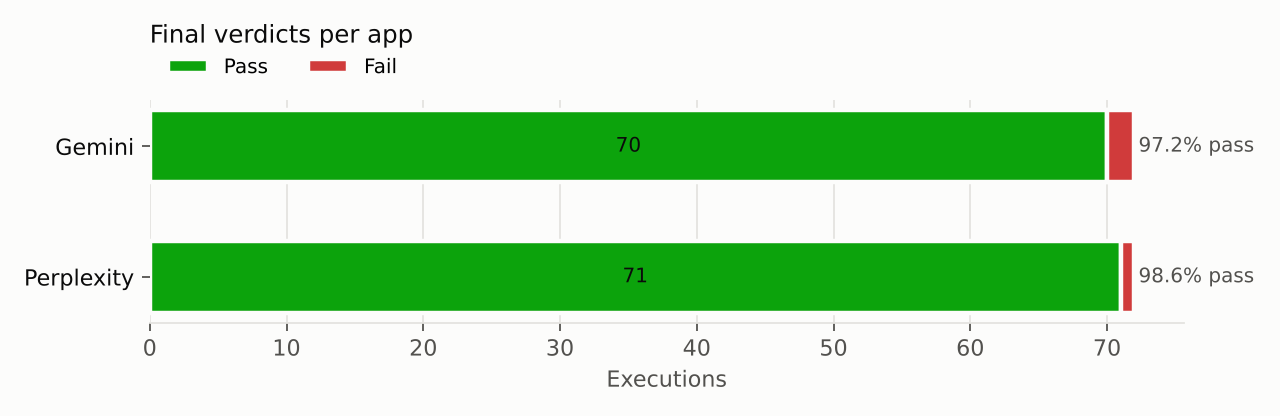 Final verdicts per app
Pass Fail
Gemini 70 97.2% pass
Perplexity 71 98.6% pass
0 10 20 30 40 50 60 70
Executions